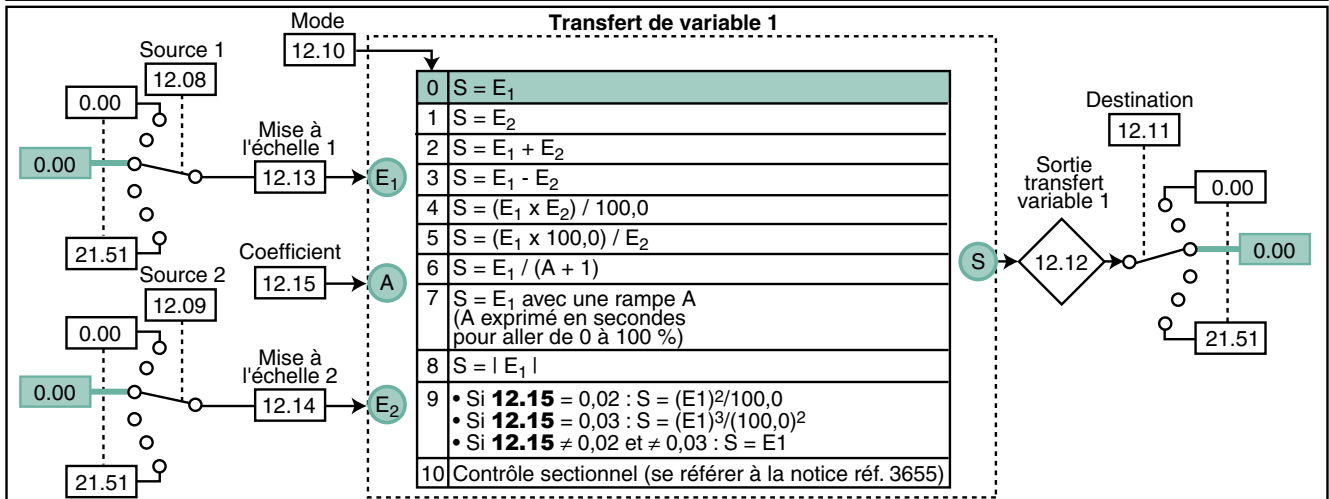 Transfert de variable 1
Mode
12.10
Source 1
12.08
0.00
0.00
21.51
Mise à
l'échelle 1
12.13
E1
Coefficient
12.15
A
Source 2
12.09
0.00
0.00
21.51
Mise à
l'échelle 2
12.14
E2
0 S = E1
1 S = E2
2 S = E1 + E2
3 S = E1 - E2
4 S = (E1 x E2) / 100,0
5 S = (E1 x 100,0) / E2
6 S = E1 / (A + 1)
7 S = E1 avec une rampe A
(A exprimé en secondes
pour aller de 0 à 100 %)
8 S = | E1 |
9 • Si 12.15 = 0,02 : S = (E1)²/100,0
• Si 12.15 = 0,03 : S = (E1)³/(100,0)²
• Si 12.15 ≠ 0,02 et ≠ 0,03 : S = E1
10 Contrôle sectionnel (se référer à la notice réf. 3655)
S
Sortie
transfert
variable 1
12.12
Destination
12.11
0.00
0.00
21.51